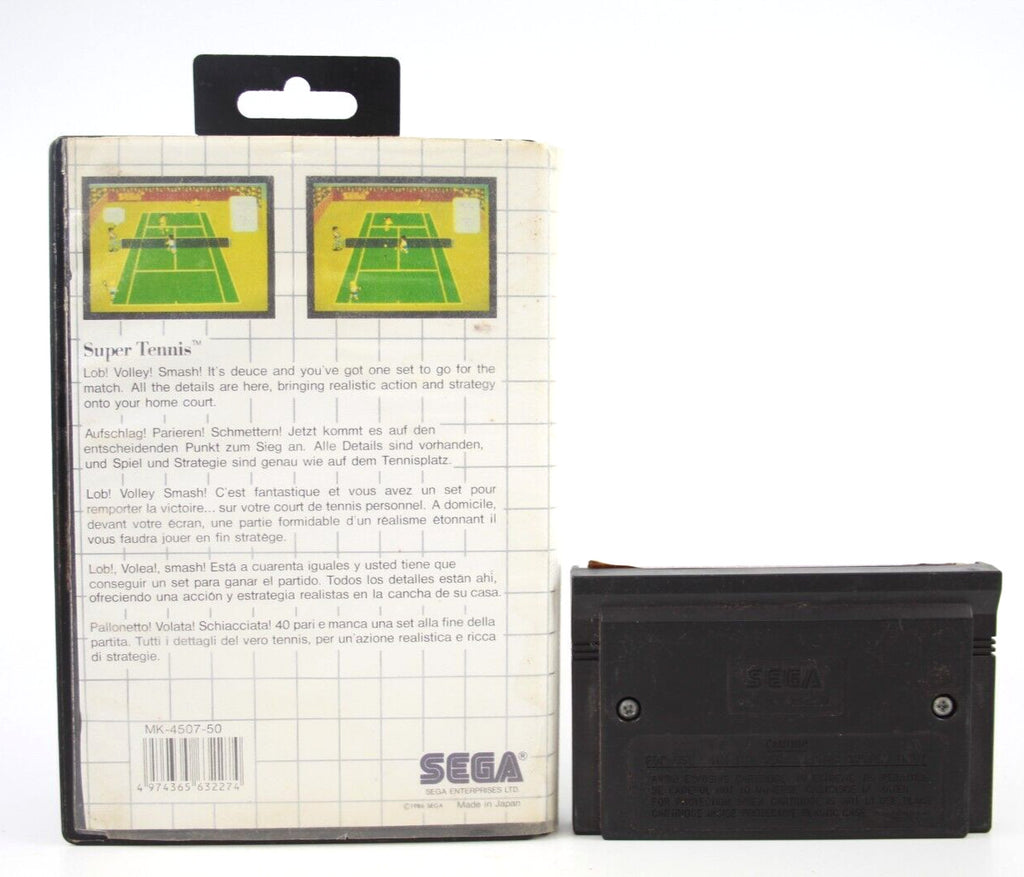 SEGA
SEGA
Super Tennis™
Lob! Volley! Smash! It's deuce and you've got one set to go for the
match. All the details are here, bringing realistic action and strategy
onto your home court.
Aufschlag! Parieren! Schmettern! Jetzt kommt es auf den
entscheidenden Punkt zum Sieg an. Alle Details sind vorhanden,
und Spiel und Strategie sind genau wie auf dem Tennisplatz.
Lob! Volley Smash! C'est fantastique et vous avez un set pour
remporter la victoire... sur votre court de tennis personnel. A domicile,
devant votre écran, une partie formidable d'un réalisme étonnant il
vous faudra jouer en fin stratège.
Lob!, Volea!, smash! Está a cuarenta iguales y usted tiene que
conseguir un set para ganar el partido. Todos los detalles están ahi,
ofreciendo una acción y estrategia realistas en la cancha de su casa.
Pallonetto! Volata! Schiacciata! 40 pari e manca una set alla fine della
partita. Tutti i dettagli del vero tennis, per un'azione realistica e ricca
di strategie.
MK-4507-50
4 974365 632274
SEGA®
SEGA ENTERPRISES LTD.
©1986 SEGA Made in Japan
SEGA